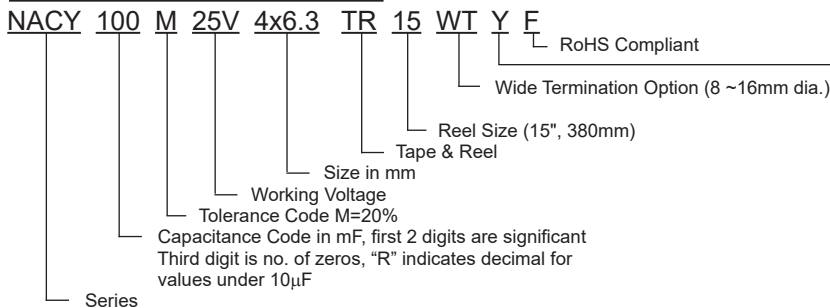 NACY 100 M 25V 4x6.3 TR 15 WT Y F
RoHS Compliant
Wide Termination Option (8 ~16mm dia.)
Reel Size (15", 380mm)
Tape & Reel
Size in mm
Working Voltage
Tolerance Code M=20%
Capacitance Code in mF, first 2 digits are significant
Third digit is no. of zeros, “R” indicates decimal for
values under 10μF
Series